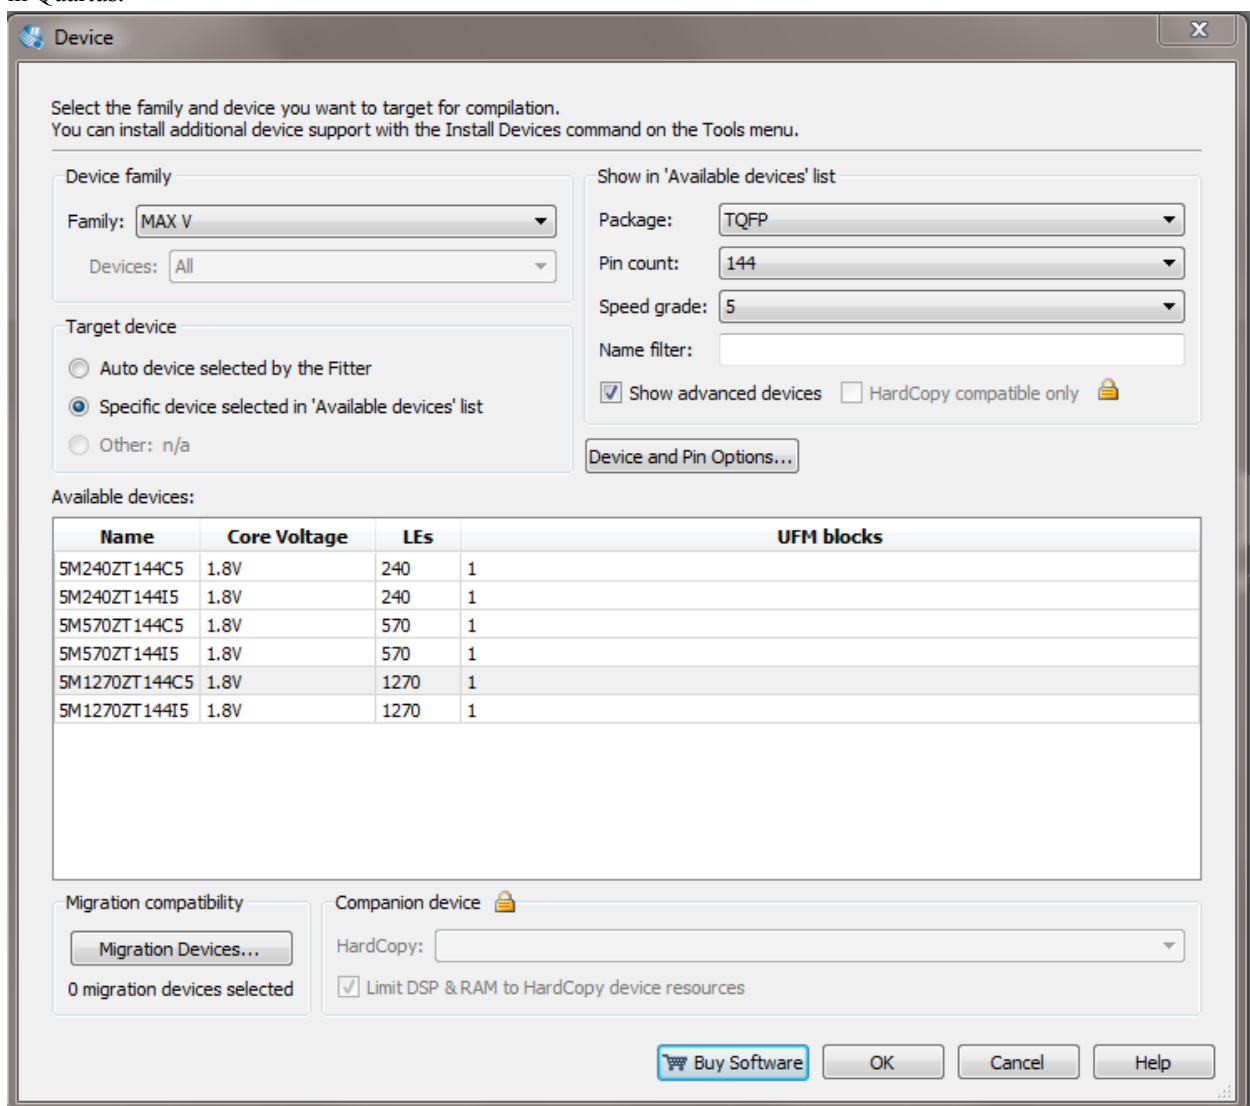 Device
Select the family and device you want to target for compilation.
You can install additional device support with the Install Devices command on the Tools menu.
Device family
Family: MAX V
Devices: All
Show in 'Available devices' list
Package: TQFP
Pin count: 144
Speed grade: 5
Name filter:
Show advanced devices HardCopy compatible only
Target device
Auto device selected by the Fitter
Specific device selected in 'Available devices' list
Other: n/a
Device and Pin Options...
Available devices:
Name Core Voltage LEs UFM blocks
5M240ZT144C5 1.8V 240 1
5M240ZT144I5 1.8V 240 1
5M570ZT144C5 1.8V 570 1
5M570ZT144I5 1.8V 570 1
5M1270ZT144C5 1.8V 1270 1
5M1270ZT144I5 1.8V 1270 1
Migration compatibility
Migration Devices...
0 migration devices selected
Companion device
HardCopy:
Limit DSP & RAM to HardCopy device resources
Buy Software OK Cancel Help